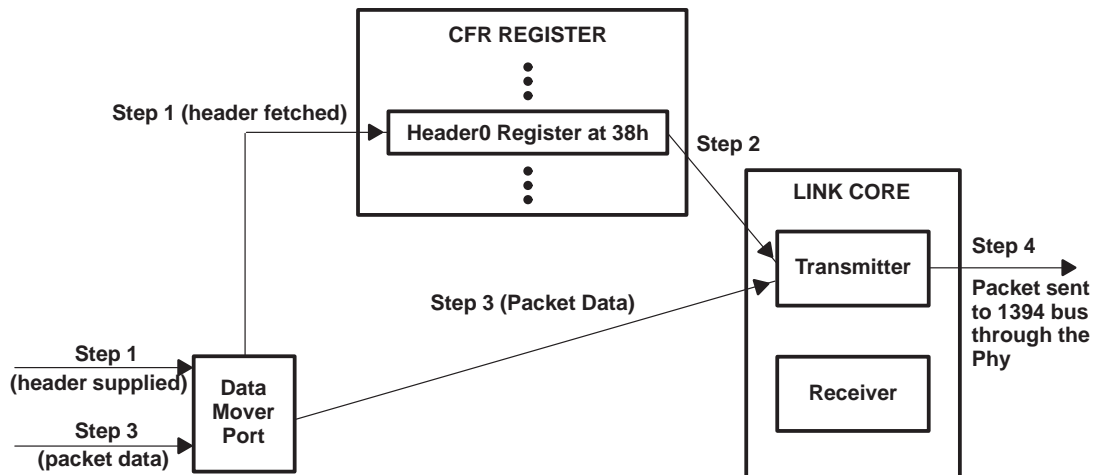 CFR REGISTER
Step 1 (header fetched)
Header0 Register at 38h
Step 2
LINK CORE
Transmitter
Step 4
Packet sent
to 1394 bus
through the
Phy
Step 3 (Packet Data)
Step 1
(header supplied)
Data
Mover
Port
Step 3
(packet data)
Receiver